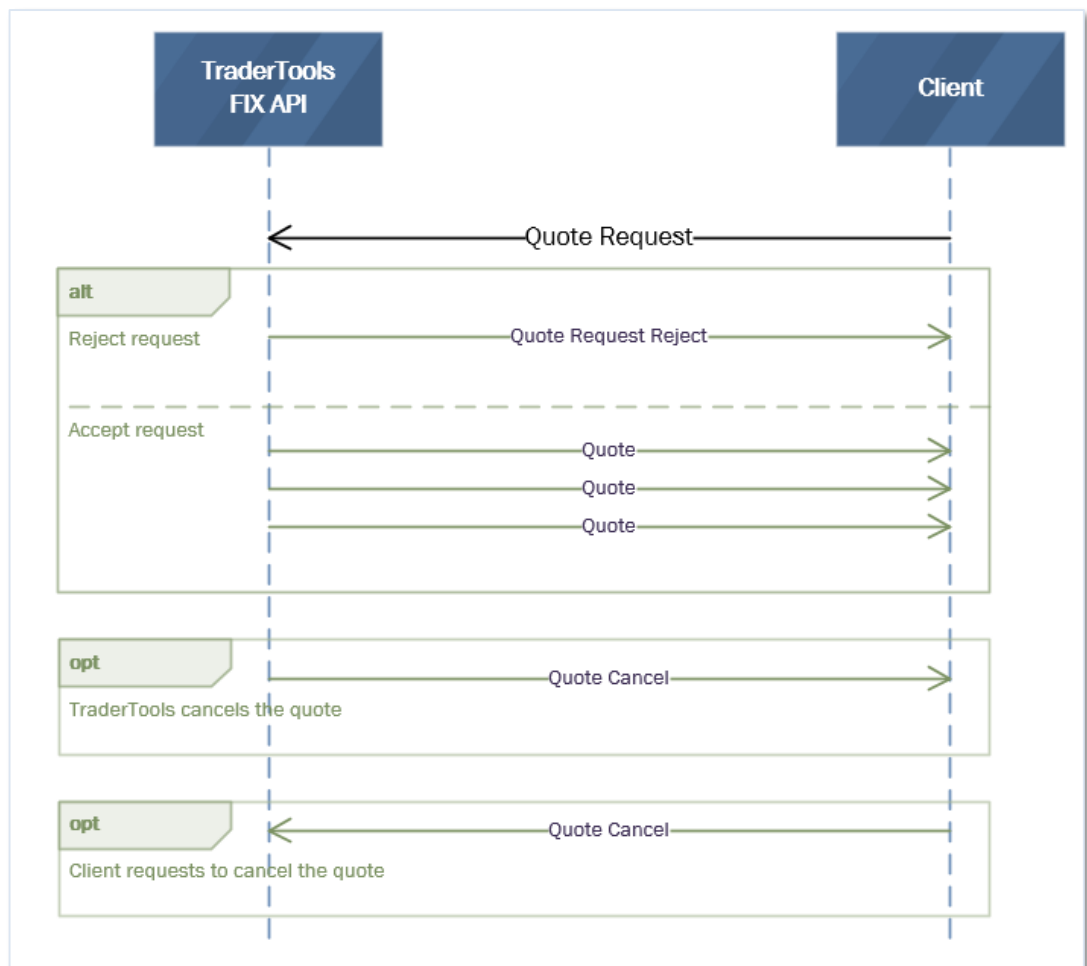 TraderTools
FIX API
Client
Quote Request
alt
Reject request
Quote Request Reject
Accept request
Quote
Quote
Quote
opt
Quote Cancel
TraderTools cancels the quote
opt
Quote Cancel
Client requests to cancel the quote